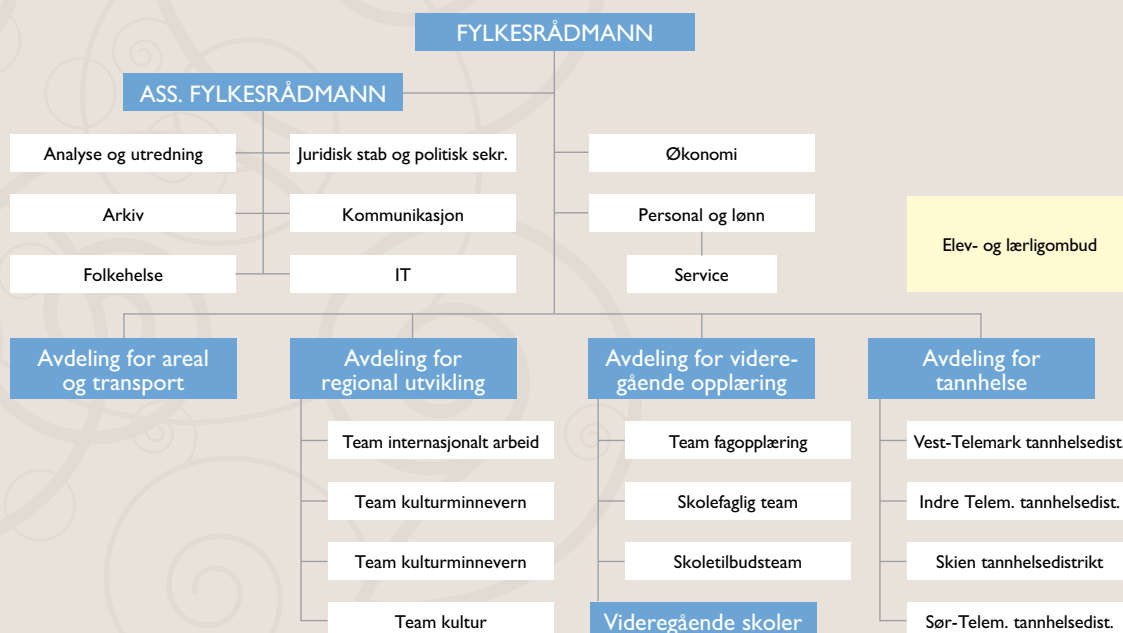 FYLKESRÅDMANN
ASS. FYLKESRÅDMANN
Analyse og utredning
Juridisk stab og politisk sekr.
Økonomi
Arkiv
Kommunikasjon
Personal og lønn
Elev- og lærligombud
Folkehelse
IT
Service
Avdeling for areal
og transport
Avdeling for
regional utvikling
Avdeling for videre-
gående opplæring
Avdeling for
tannhelse
Team internasjonalt arbeid
Team fagopplæring
Vest-Telemark tannhelsedist.
Team kulturminnevern
Skolefaglig team
Indre Telem. tannhelsedist.
Team kulturminnevern
Skoletilbudsteam
Skien tannhelsedistrikt
Team kultur
Videregående skoler
Sør-Telem. tannhelsedist.